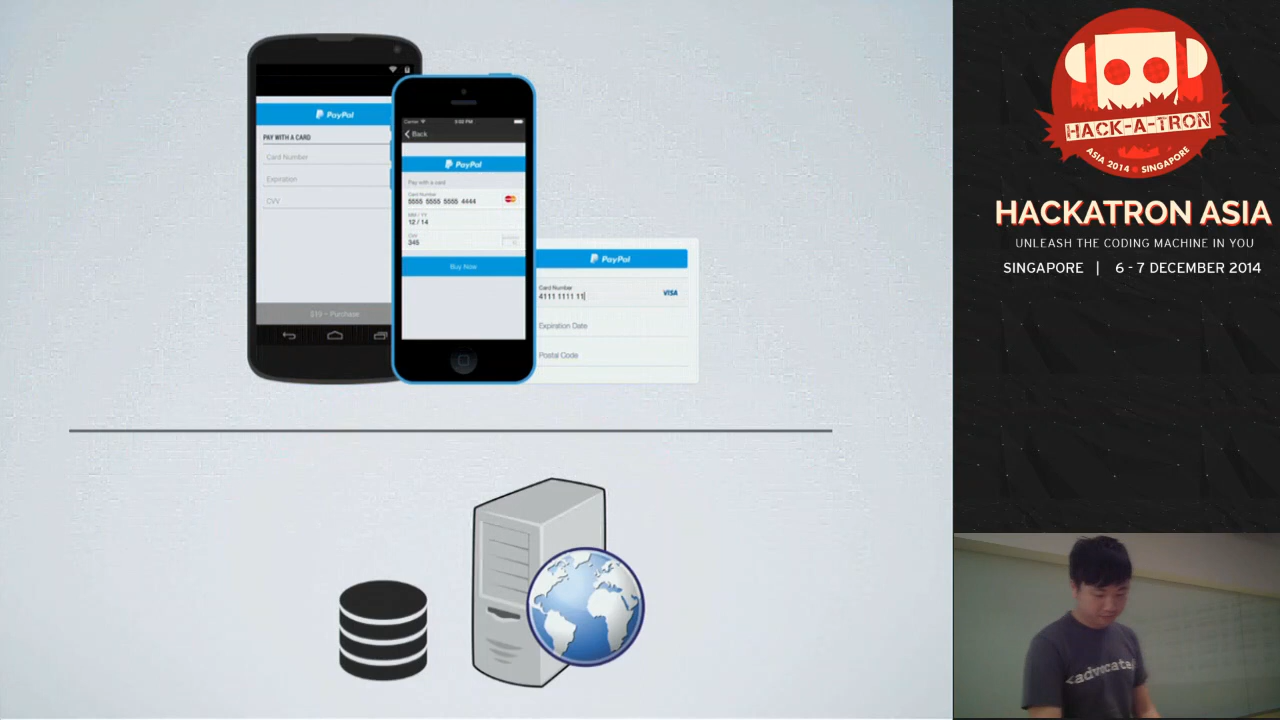 PayPal
PAY WITH A CARD
Card Number
Expiration
CVV
$19 - Purchase
Back
PayPal
Pay with a card
Card Number
5555 5555 5555 4444
12 / 14
345
Buy Now
PayPal
Card Number
4111 1111 11
VISA
Expiration Date
Postal Code
HACK-A-TRON
ASIA 2014 SINGAPORE
HACKATRON ASIA
UNLEASH THE CODING MACHINE IN YOU
SINGAPORE | 6 - 7 DECEMBER 2014
<advocate